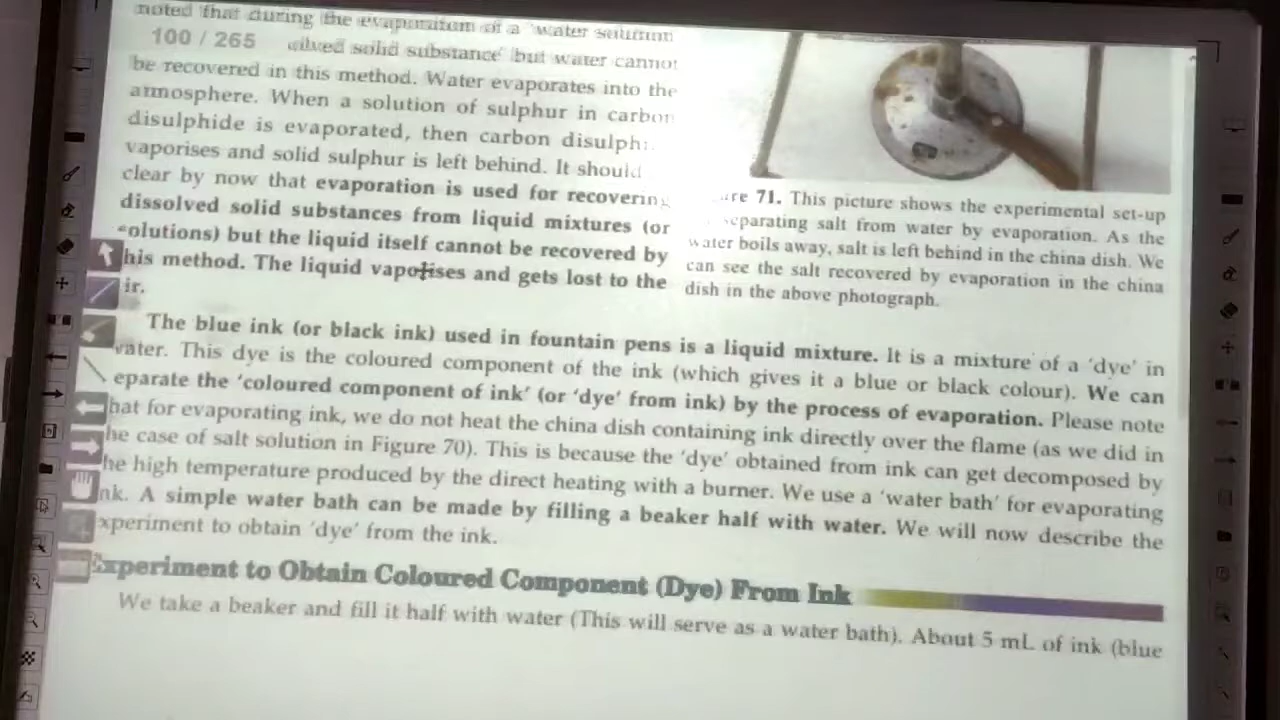 noted that during the evaporation of a 'water solution
100 / 265
solid substance' but water cannot
be recovered in this method. Water evaporates into the
atmosphere. When a solution of sulphur in carbon
disulphide is evaporated, then carbon disulph
vaporises and solid sulphur is left behind. It should
clear by now that evaporation is used for recovering
dissolved solid substances from liquid mixtures (or
olutions) but the liquid itself cannot be recovered by
his method. The liquid vaporises and gets lost to the
ir.
re 71. This picture shows the experimental set-up
separating salt from water by evaporation. As the
water boils away, salt is left behind in the china dish. We
can see the salt recovered by evaporation in the china
dish in the above photograph.
The blue ink (or black ink) used in fountain pens is a liquid mixture. It is a mixture of a 'dye' in
vater. This dye is the coloured component of the ink (which gives it a blue or black colour). We can
eparate the 'coloured component of ink' (or 'dye' from ink) by the process of evaporation. Please note
hat for evaporating ink, we do not heat the china dish containing ink directly over the flame (as we did in
he case of salt solution in Figure 70). This is because the 'dye' obtained from ink can get decomposed by
he high temperature produced by the direct heating with a burner. We use a 'water bath' for evaporating
nk. A simple water bath can be made by filling a beaker half with water. We will now describe the
xperiment to obtain 'dye' from the ink.
Experiment to Obtain Coloured Component (Dye) From Ink
We take a beaker and fill it half with water (This will serve as a water bath). About 5 mL of ink (blue